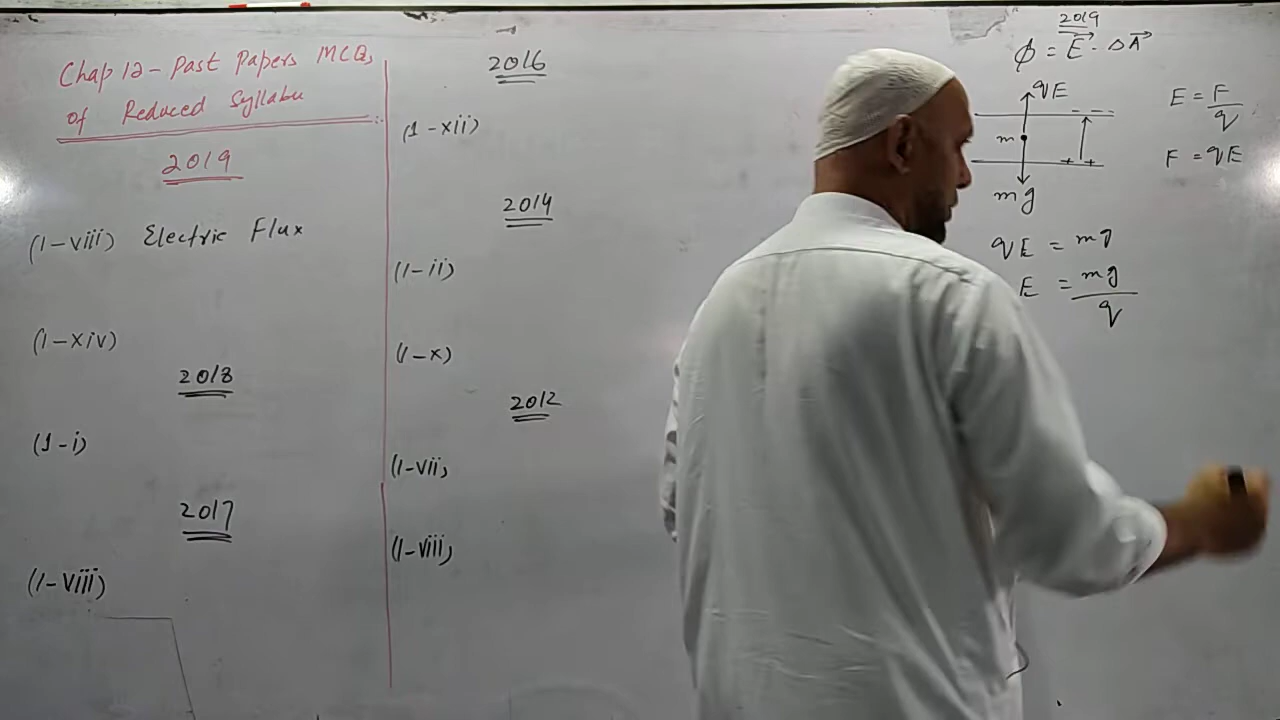 Chap 12 - Past Papers MCQs
of Reduced Syllabu
2019
(1-viii) Electric Flux
(1-xiv)
2018
(1-i)
2017
(1-viii)
2016
(1-xii)
2014
(1-ii)
(1-x)
2012
(1-vii)
(1-viii)
2019
ϕ = E⃗ · ΔA⃗
qE
- - -
m
+ +
mg
E = F/q
F = qE
qE = mg
E = mg/q